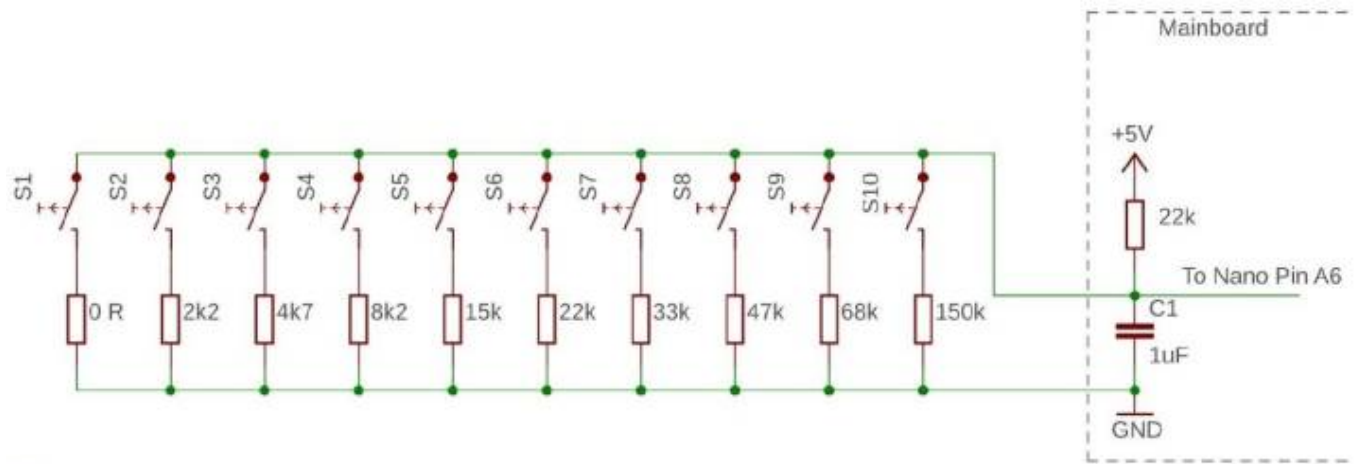 Mainboard
+5V
S1
S2
S3
S4
S5
S6
S7
S8
S9
S10
22k
To Nano Pin A6
0 R
2k2
4k7
8k2
15k
22k
33k
47k
68k
150k
C1
1uF
GND